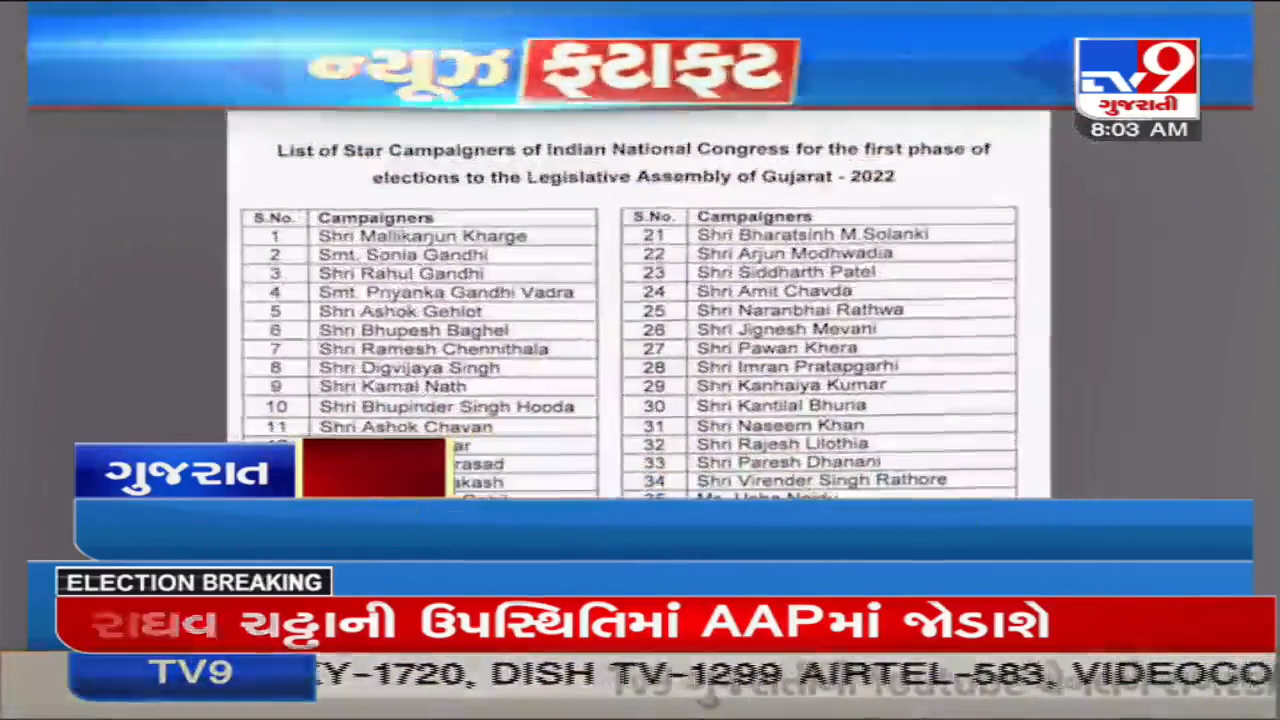 ન્યૂઝ ફટાફટ
TV9
ગુજરાતી
8:03 AM
List of Star Campaigners of Indian National Congress for the first phase of
elections to the Legislative Assembly of Gujarat - 2022
S.No. Campaigners
1 Shri Mallikarjun Kharge
2 Smt. Sonia Gandhi
3 Shri Rahul Gandhi
4 Smt. Priyanka Gandhi Vadra
5 Shri Ashok Gehlot
6 Shri Bhupesh Baghel
7 Shri Ramesh Chennithala
8 Shri Digvijaya Singh
9 Shri Kamal Nath
10 Shri Bhupinder Singh Hooda
11 Shri Ashok Chavan
ar
rasad
akash
S.No. Campaigners
21 Shri Bharatsinh M.Solanki
22 Shri Arjun Modhwadia
23 Shri Siddharth Patel
24 Shri Amit Chavda
25 Shri Naranbhai Rathwa
26 Shri Jignesh Mevani
27 Shri Pawan Khera
28 Shri Imran Pratapgarhi
29 Shri Kanhaiya Kumar
30 Shri Kantilal Bhuria
31 Shri Naseem Khan
32 Shri Rajesh Lilothia
33 Shri Paresh Dhanani
34 Shri Virender Singh Rathore
ગુજરાત
ELECTION BREAKING
રાઘવ ચઢ્ઢાની ઉપસ્થિતિમાં AAPમાં જોડાશે
TV9
Y-1720, DISH TV-1299 AIRTEL-583, VIDEOCO